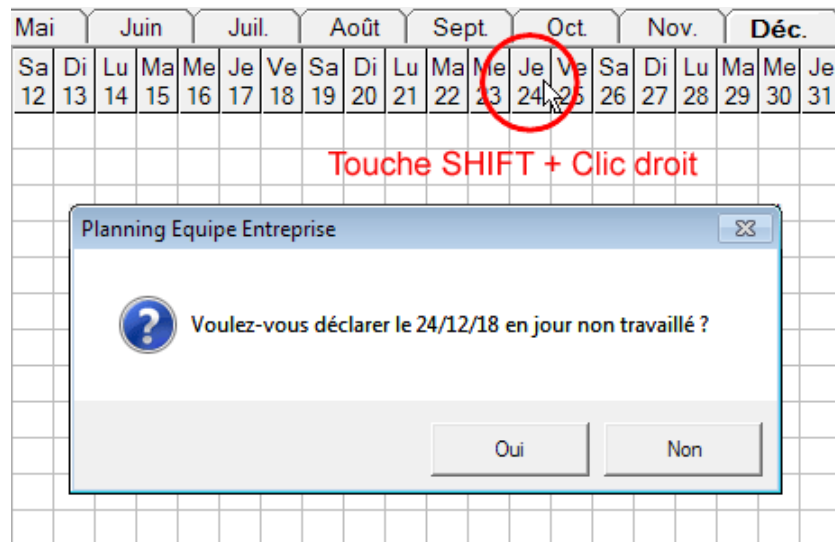 Mai Juin Juil. Août Sept. Oct. Nov. Déc.
Sa Di Lu Ma Me Je Ve Sa Di Lu Ma Me Je Ve Sa Di Lu Ma Me Je
12 13 14 15 16 17 18 19 20 21 22 23 24 25 26 27 28 29 30 31
Touche SHIFT + Clic droit
Planning Equipe Entreprise
Voulez-vous déclarer le 24/12/18 en jour non travaillé ?
Oui Non